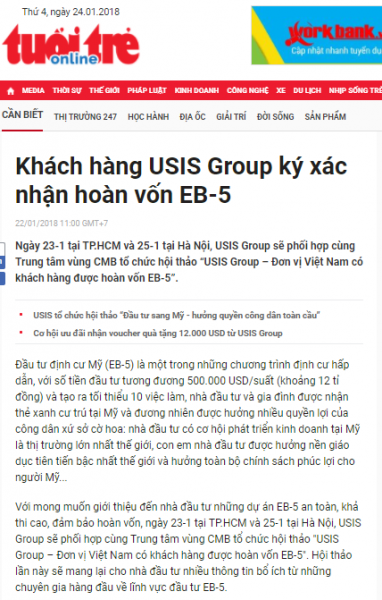 Thứ 4, ngày 24.01.2018
tuổi trẻ
online
workbank.vn
Cập nhật nhanh tuyển dụ
MEDIA THỜI SỰ THẾ GIỚI PHÁP LUẬT KINH DOANH CÔNG NGHỆ XE DU LỊCH NHỊP SỐNG TRẺ
CẦN BIẾT THỊ TRƯỜNG 247 HỌC HÀNH ĐỊA ỐC GIẢI TRÍ ĐỜI SỐNG SẢN PHẨM
Khách hàng USIS Group ký xác
nhận hoàn vốn EB-5
22/01/2018 11:00 GMT+7
Ngày 23-1 tại TP.HCM và 25-1 tại Hà Nội, USIS Group sẽ phối hợp cùng
Trung tâm vùng CMB tổ chức hội thảo "USIS Group – Đơn vị Việt Nam có
khách hàng được hoàn vốn EB-5".
USIS tổ chức hội thảo "Đầu tư sang Mỹ - hưởng quyền công dân toàn cầu"
Cơ hội ưu đãi nhận voucher quà tặng 12.000 USD từ USIS Group
Đầu tư định cư Mỹ (EB-5) là một trong những chương trình định cư hấp
dẫn, với số tiền đầu tư tương đương 500.000 USD/suất (khoảng 12 tỉ
đồng) và tạo ra tối thiểu 10 việc làm, nhà đầu tư và gia đình được nhận
thẻ xanh cư trú tại Mỹ và đương nhiên được hưởng nhiều quyền lợi của
công dân xứ sở cờ hoa: nhà đầu tư có cơ hội phát triển kinh doanh tại Mỹ
là thị trường lớn nhất thế giới, con em nhà đầu tư được hưởng nền giáo
dục tiên tiến bậc nhất thế giới và hưởng toàn bộ chính sách phúc lợi cho
người Mỹ...
Với mong muốn giới thiệu đến nhà đầu tư những dự án EB-5 an toàn, khả
thi cao, đảm bảo hoàn vốn, ngày 23-1 tại TP.HCM và 25-1 tại Hà Nội, USIS
Group sẽ phối hợp cùng Trung tâm vùng CMB tổ chức hội thảo "USIS
Group – Đơn vị Việt Nam có khách hàng được hoàn vốn EB-5". Hội thảo
lần này sẽ mang lại cho nhà đầu tư nhiều thông tin bổ ích từ những
chuyên gia hàng đầu về lĩnh vực đầu tư EB-5.